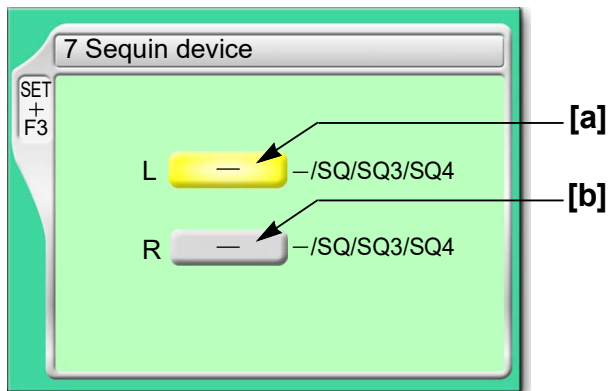 7 Sequin device
SET
+
F3
[a]
L — –/SQ/SQ3/SQ4
[b]
R — –/SQ/SQ3/SQ4